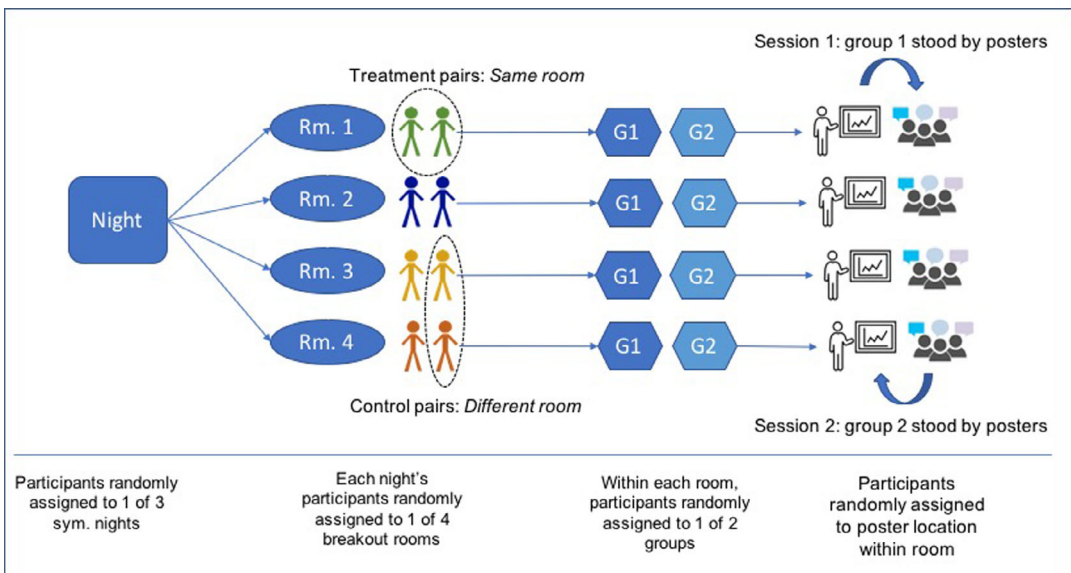 Session 1: group 1 stood by posters
Treatment pairs: Same room
Rm. 1
G1
G2
Night
Rm. 2
G1
G2
Rm. 3
G1
G2
Rm. 4
G1
G2
Control pairs: Different room
Session 2: group 2 stood by posters
Participants randomly
assigned to 1 of 3
sym. nights
Each night's
participants randomly
assigned to 1 of 4
breakout rooms
Within each room,
participants randomly
assigned to 1 of 2
groups
Participants
randomly assigned
to poster location
within room